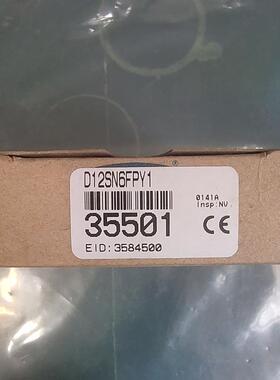 D12SN6FPY1
0141A
Insp:NV.
35501
CE
EID: 3584500